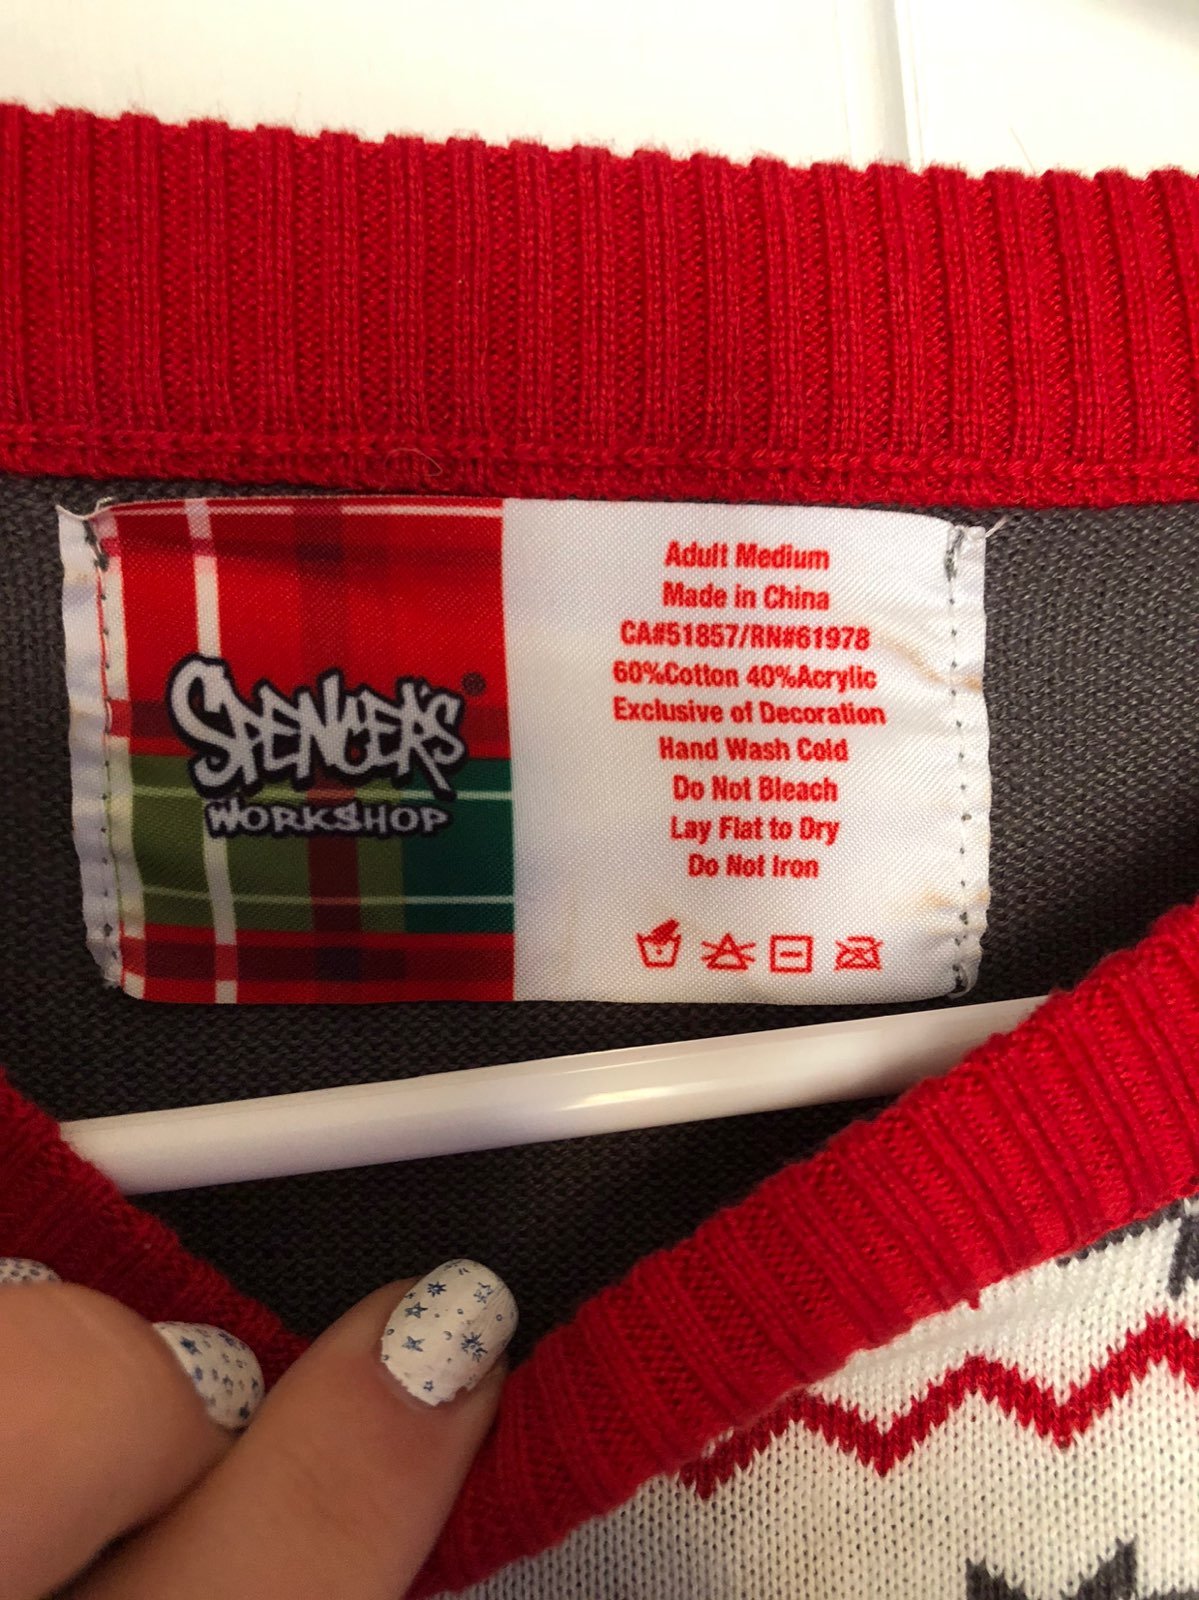 SPENCER'S®
WORKSHOP
Adult Medium
Made in China
CA#51857/RN#61978
60%Cotton 40%Acrylic
Exclusive of Decoration
Hand Wash Cold
Do Not Bleach
Lay Flat to Dry
Do Not Iron